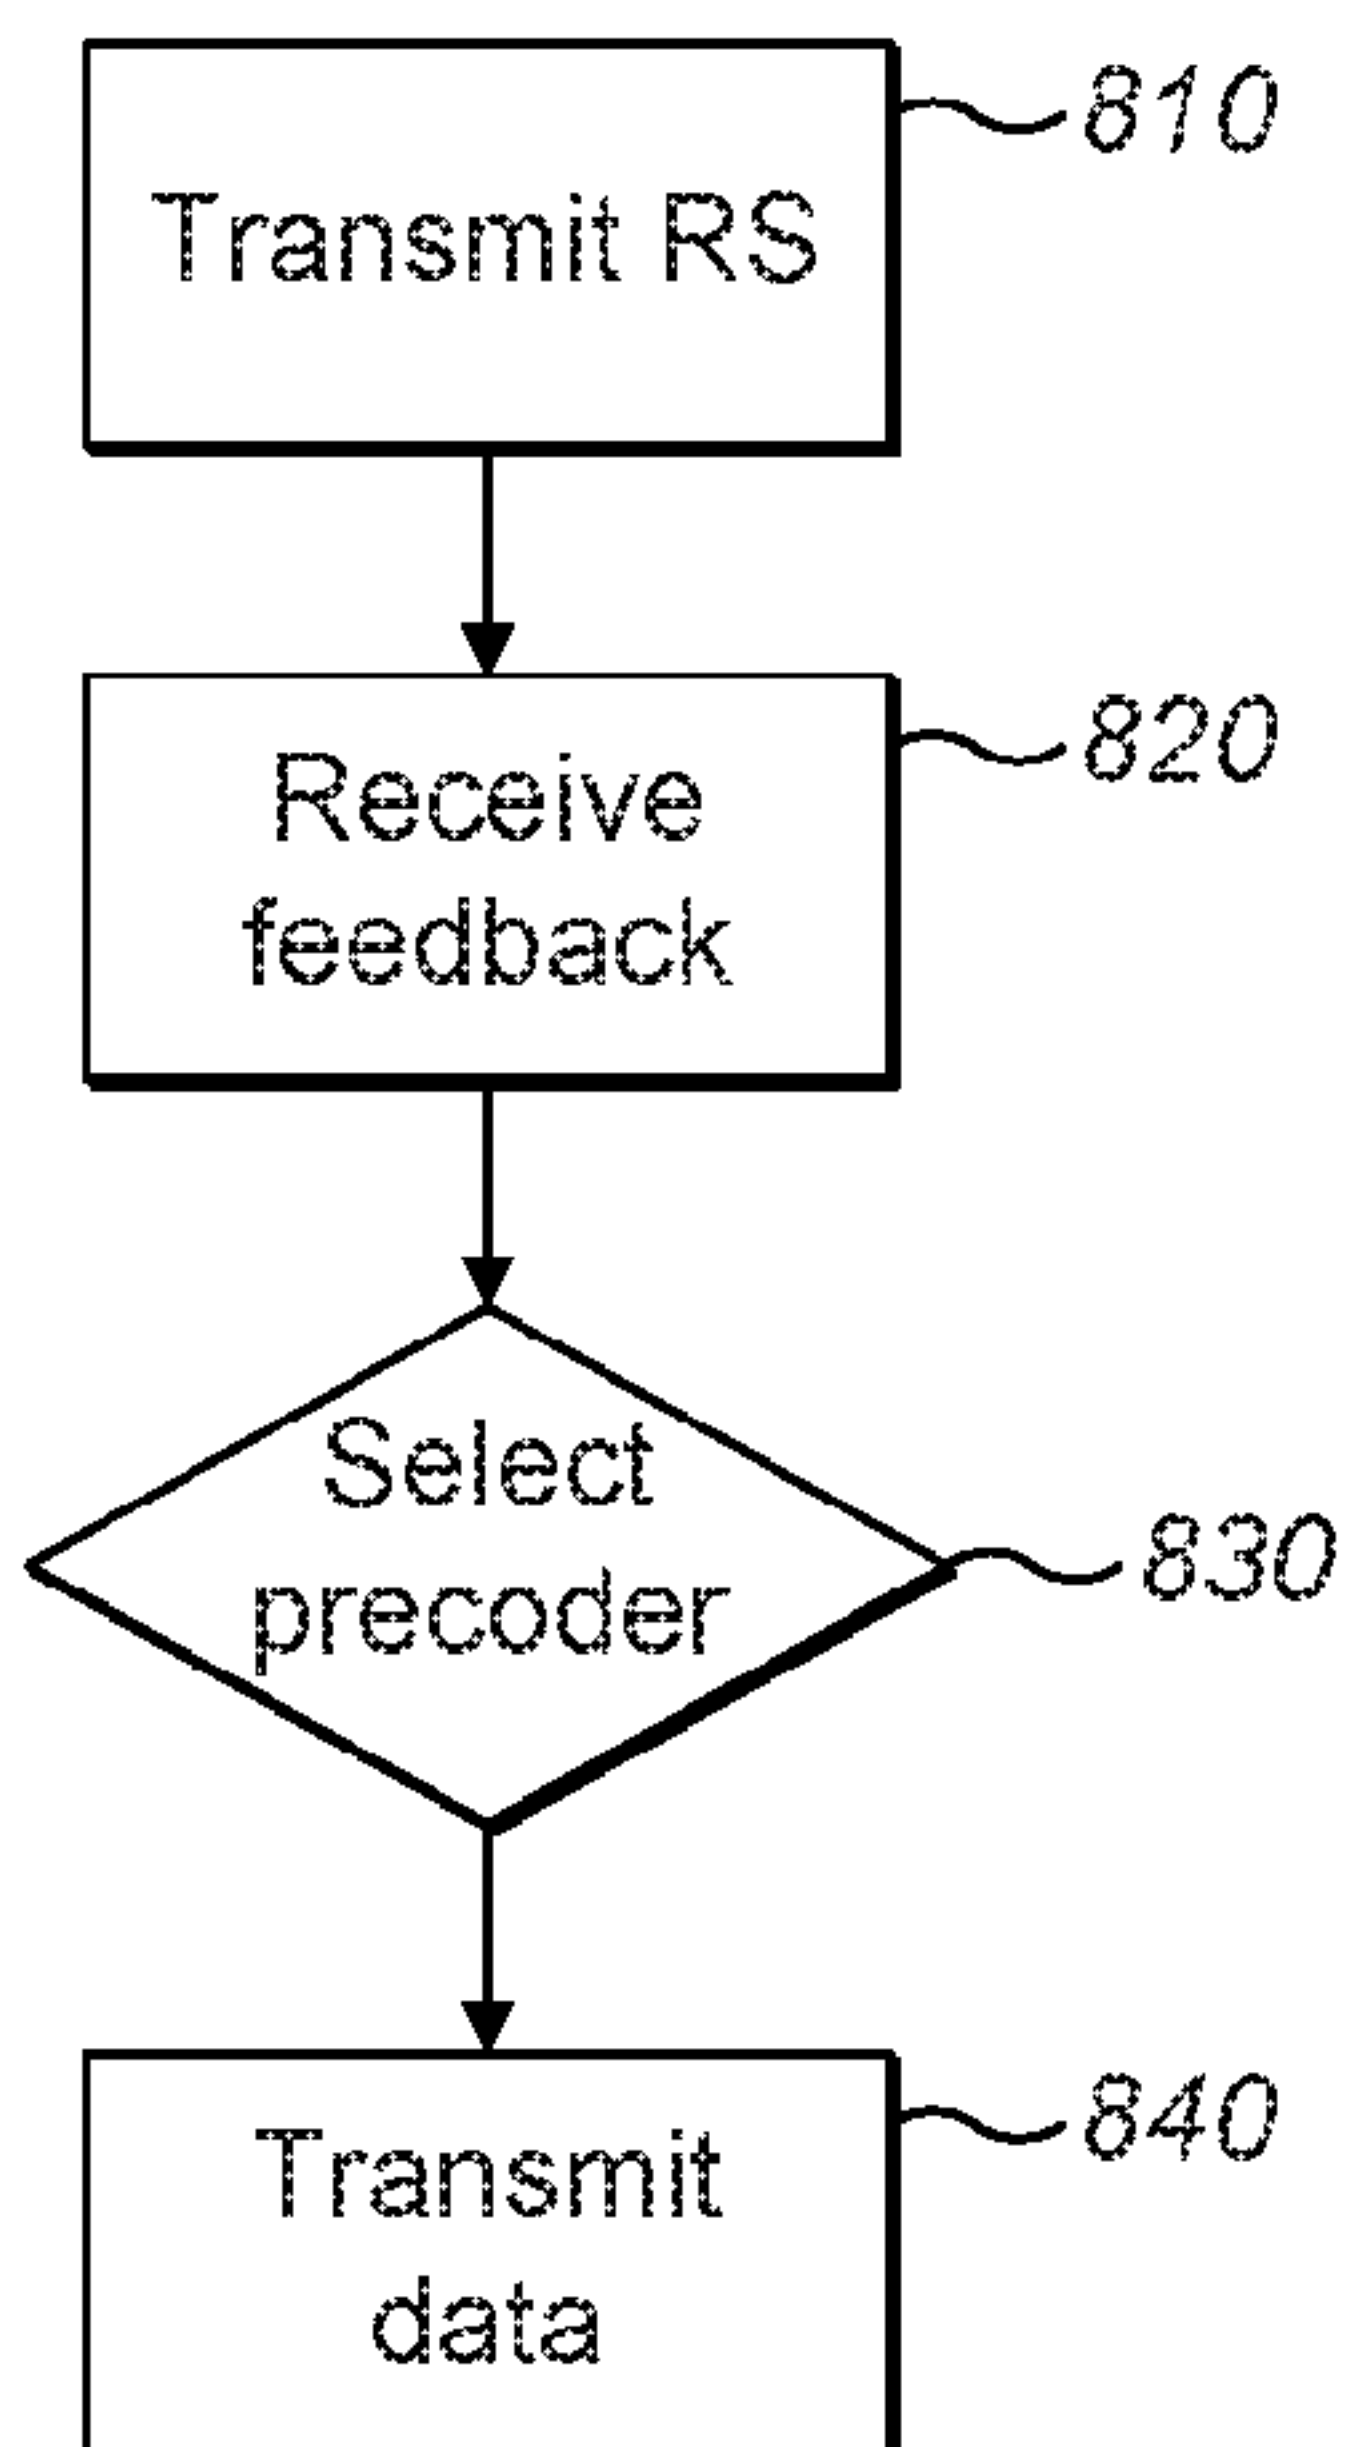 Transmit RS
810
Receive
feedback
820
Select
precoder
830
Transmit
data
840